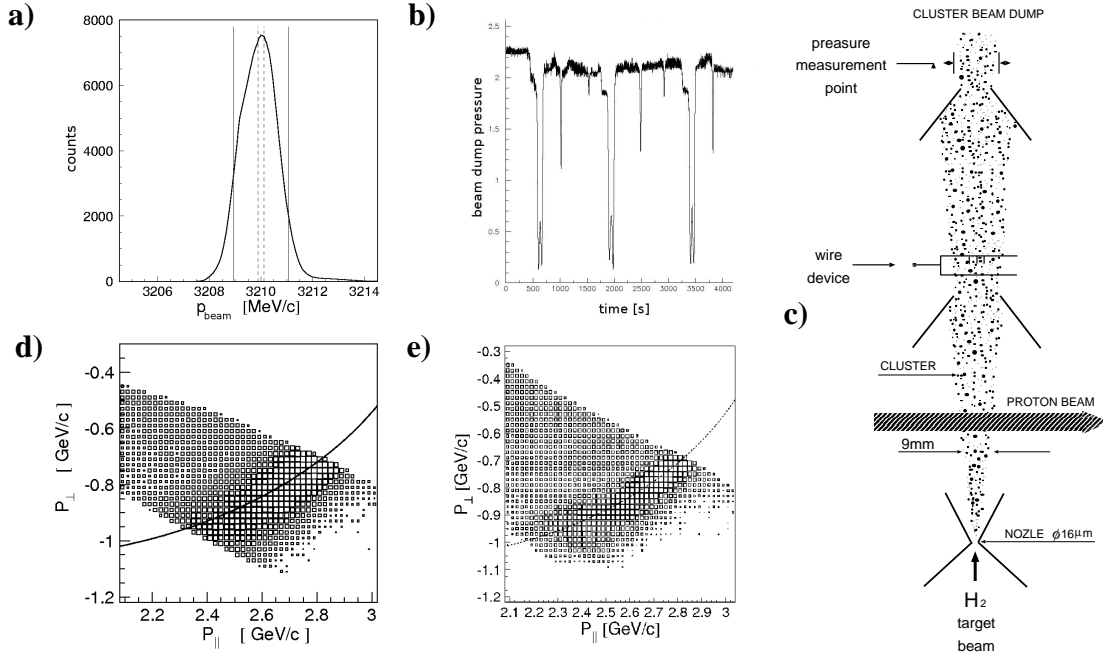 a)
8000
6000
4000
2000
0
counts
3206
3208
3210
3212
3214
p beam [MeV/c]
b)
2.5
2.
1.5
1.
0.5
0.
beam dump pressure
0
500
1000
1500
2000
2500
3000
3500
4000
time [s]
CLUSTER BEAM DUMP
preasure
measurement
point
wire
device
c)
CLUSTER
PROTON BEAM
9mm
NOZLE ø16μm
H2
target
beam
d)
-0.4
-0.6
-0.8
-1
-1.2
P⊥ [ GeV/c ]
2.2
2.4
2.6
2.8
3
P|| [ GeV/c ]
e)
-0.3
-0.4
-0.5
-0.6
-0.7
-0.8
-0.9
-1
-1.1
-1.2
P⊥ [GeV/c]
2.1
2.2
2.3
2.4
2.5
2.6
2.7
2.8
2.9
3
P|| [GeV/c]